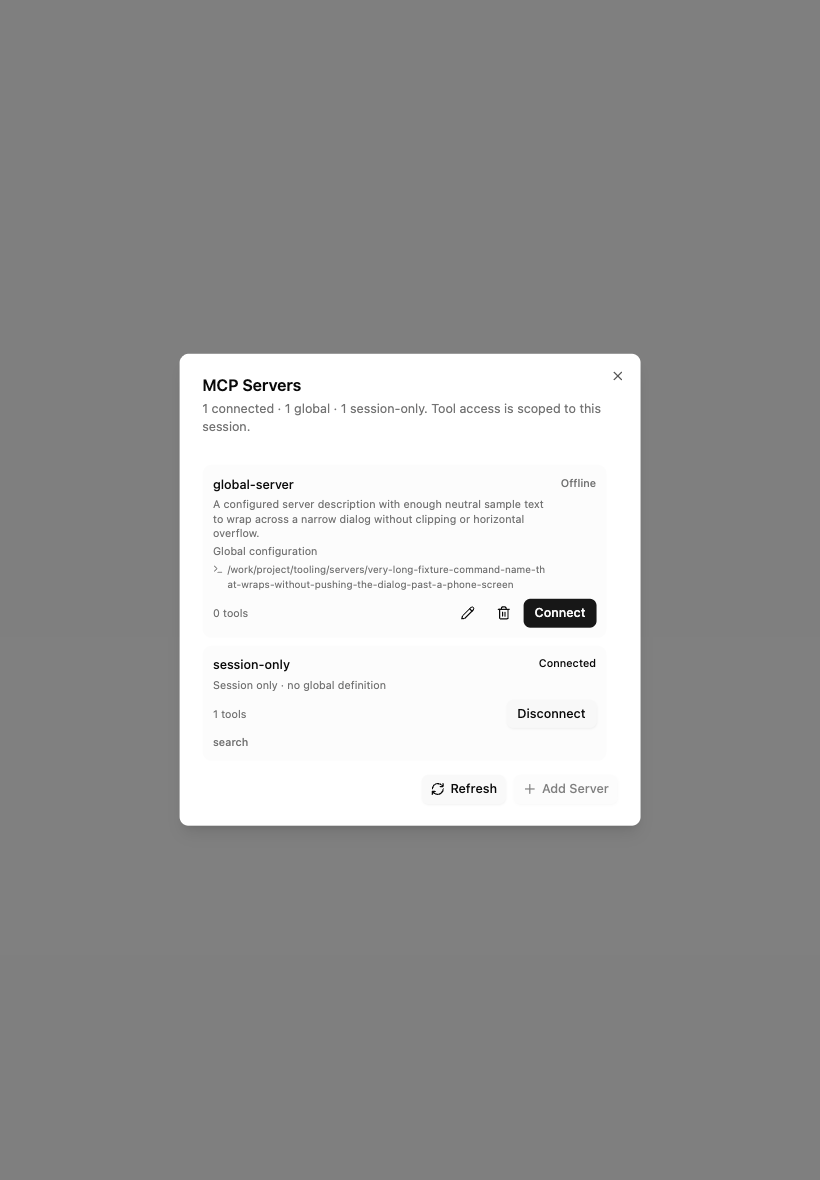 MCP Servers
1 connected · 1 global · 1 session-only. Tool access is scoped to this
session.
global-server
Offline
A configured server description with enough neutral sample text
to wrap across a narrow dialog without clipping or horizontal
overflow.
Global configuration
/work/project/tooling/servers/very-long-fixture-command-name-th
at-wraps-without-pushing-the-dialog-past-a-phone-screen
0 tools
Connect
session-only
Connected
Session only · no global definition
1 tools
Disconnect
search
Refresh
Add Server